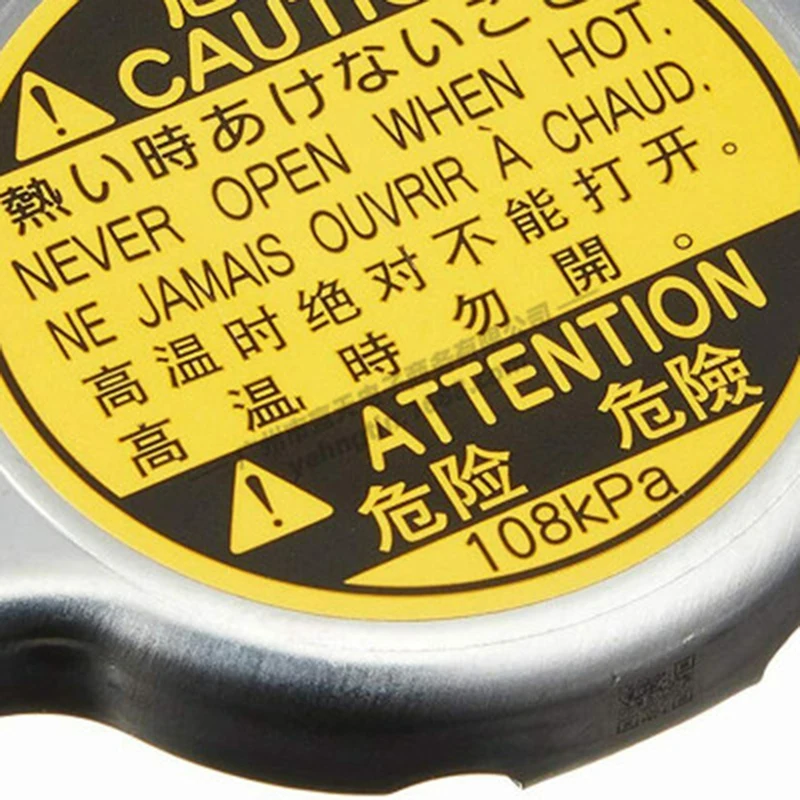 危
CAUTION
熱い時あけないこと
NEVER OPEN WHEN HOT.
NE JAMAIS OUVRIR À CHAUD.
高温时绝对不能打开。
高温時勿開。
ATTENTION
危险 危險
108kPa